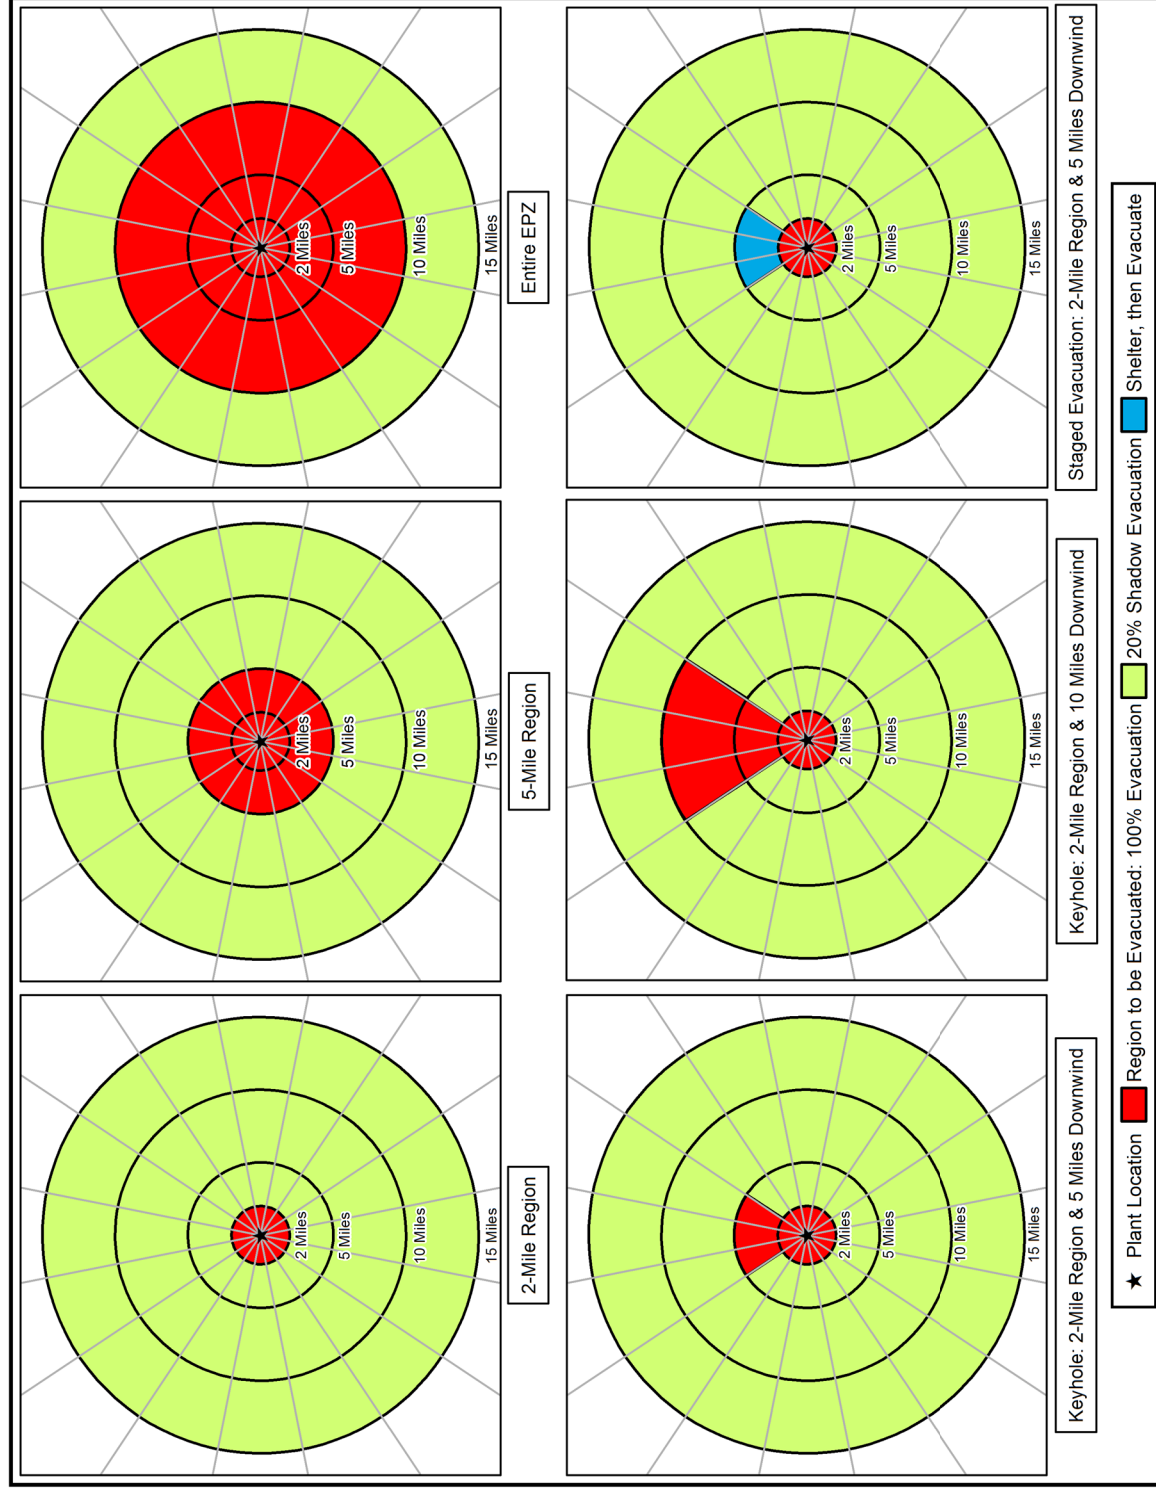 2 Miles
5 Miles
10 Miles
15 Miles
2-Mile Region
2 Miles
5 Miles
10 Miles
15 Miles
5-Mile Region
2 Miles
5 Miles
10 Miles
15 Miles
Entire EPZ
2 Miles
5 Miles
10 Miles
15 Miles
Keyhole: 2-Mile Region & 5 Miles Downwind
2 Miles
5 Miles
10 Miles
15 Miles
Keyhole: 2-Mile Region & 10 Miles Downwind
2 Miles
5 Miles
10 Miles
15 Miles
Staged Evacuation: 2-Mile Region & 5 Miles Downwind
Plant Location Region to be Evacuated: 100% Evacuation 20% Shadow Evacuation Shelter, then Evacuate